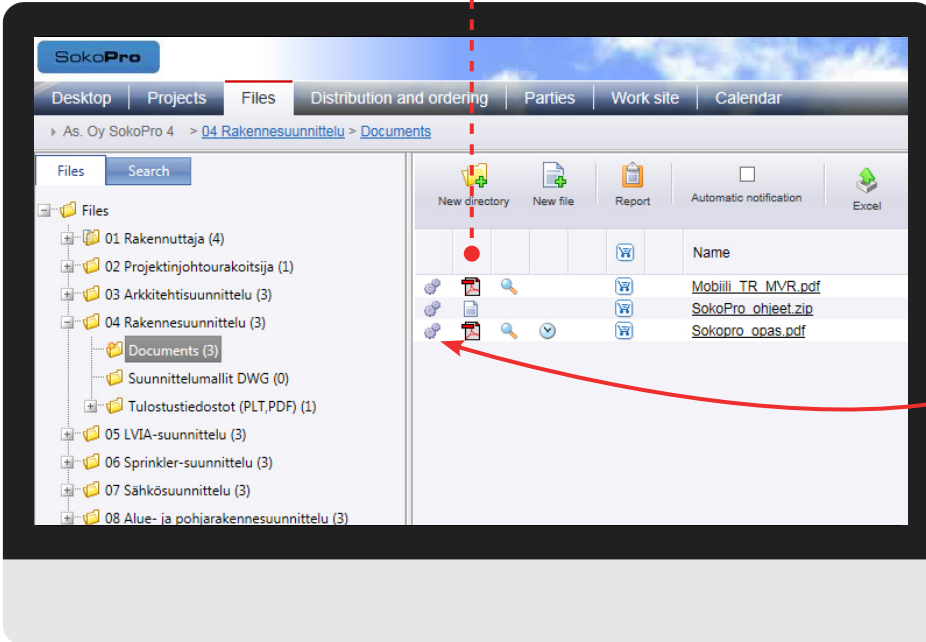 SokoPro
Desktop Projects Files Distribution and ordering Parties Work site Calendar
As. Oy SokoPro 4 > 04 Rakennesuunnittelu > Documents
Files Search
New directory New file Report Automatic notification Excel
Files
01 Rakennuttaja (4)
02 Projektinjohtourakoitsija (1)
03 Arkkitehtisuunnittelu (3)
04 Rakennesuunnittelu (3)
Documents (3)
Suunnittelumallit DWG (0)
Tulostustiedostot (PLT,PDF) (1)
05 LVIA-suunnittelu (3)
06 Sprinkler-suunnittelu (3)
07 Sähkösuunnittelu (3)
08 Alue- ja pohjarakennesuunnittelu (3)
Name
Mobiili_TR_MVR.pdf
SokoPro_ohjeet.zip
Sokopro_opas.pdf